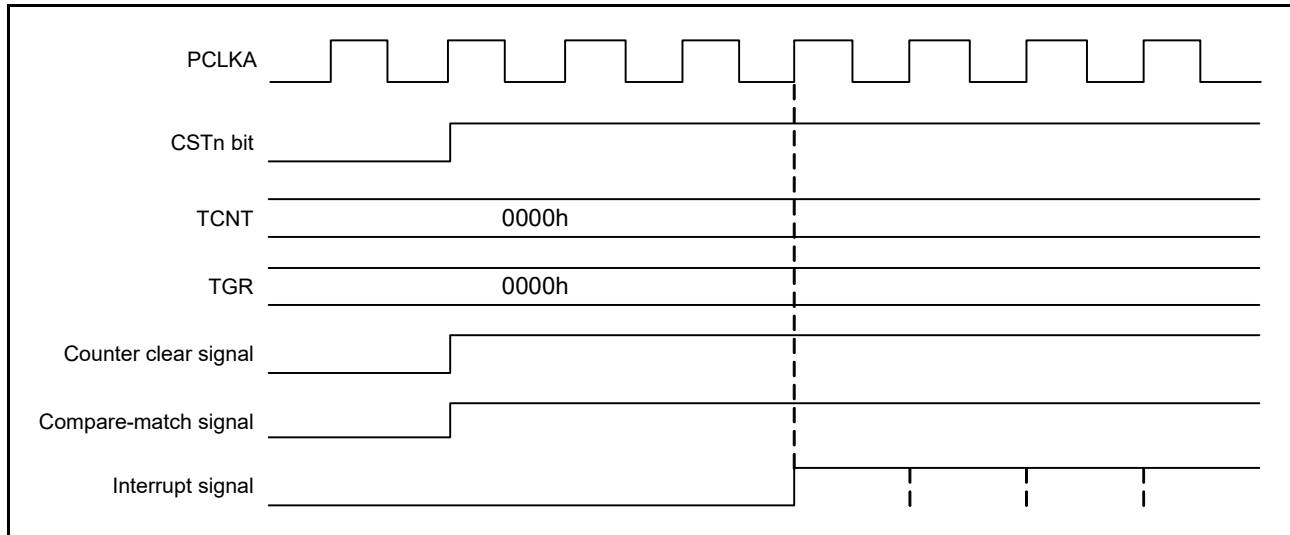 PCLKA
CSTn bit
TCNT
0000h
TGR
0000h
Counter clear signal
Compare-match signal
Interrupt signal